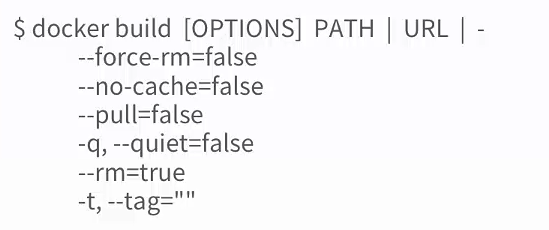 $ docker build [OPTIONS] PATH | URL | -
--force-rm=false
--no-cache=false
--pull=false
-q, --quiet=false
--rm=true
-t, --tag=""